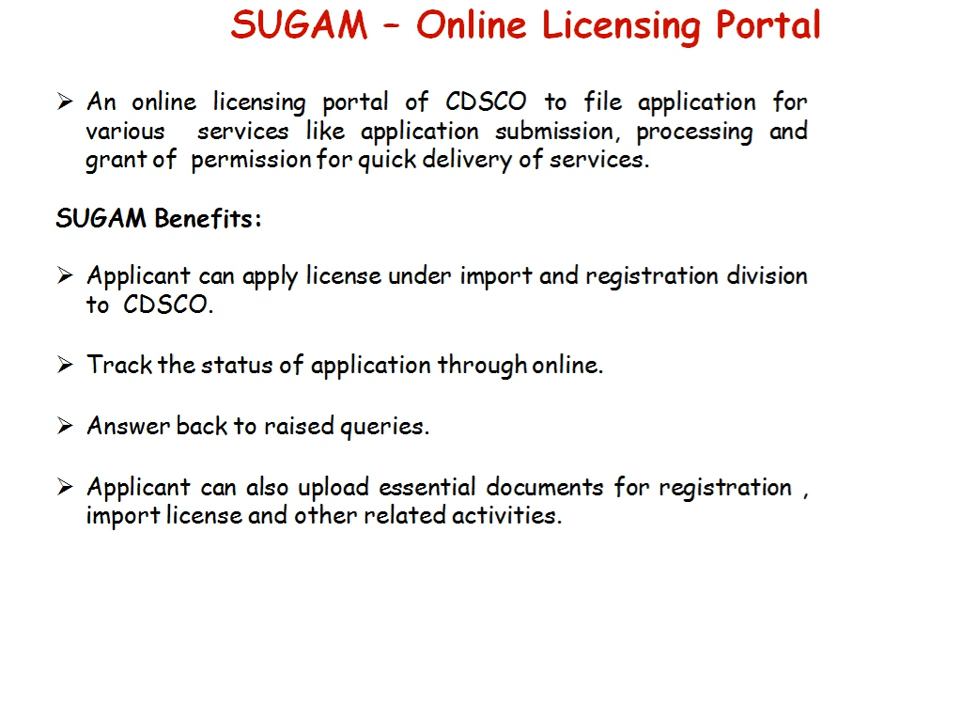 SUGAM – Online Licensing Portal
➢ An online licensing portal of CDSCO to file application for
various services like application submission, processing and
grant of permission for quick delivery of services.
SUGAM Benefits:
➢ Applicant can apply license under import and registration division
to CDSCO.
➢ Track the status of application through online.
➢ Answer back to raised queries.
➢ Applicant can also upload essential documents for registration ,
import license and other related activities.